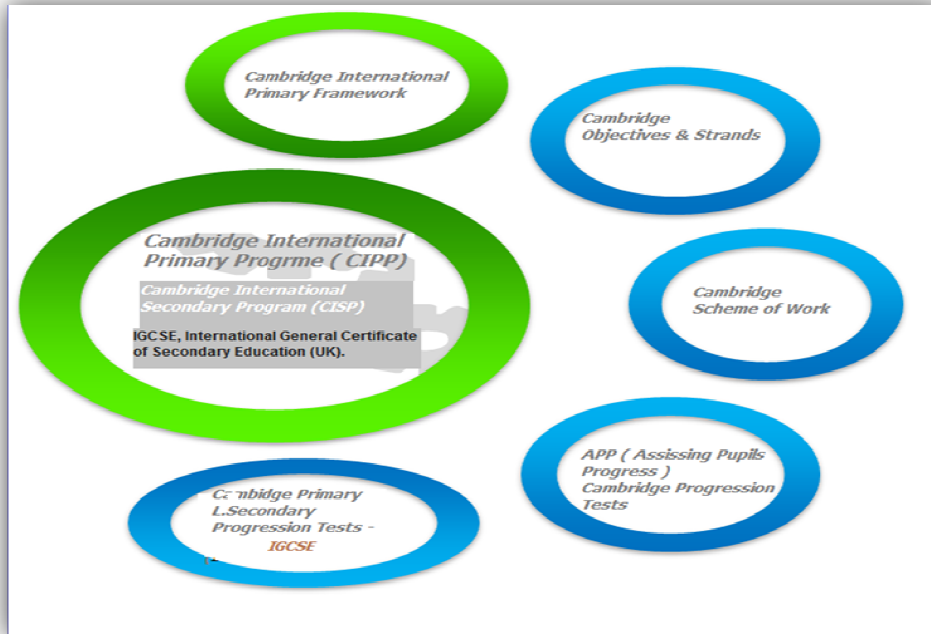 Cambridge International
Primary Framework
Cambridge
Objectives & Strands
Cambridge International
Primary Progrme ( CIPP)
Cambridge International
Secondary Program (CISP)
IGCSE, International General Certificate
of Secondary Education (UK).
Cambridge
Scheme of Work
APP ( Assissing Pupils
Progress )
Cambridge Progression
Tests
Primary
L.Secondary
Progression Tests -
IGCSE